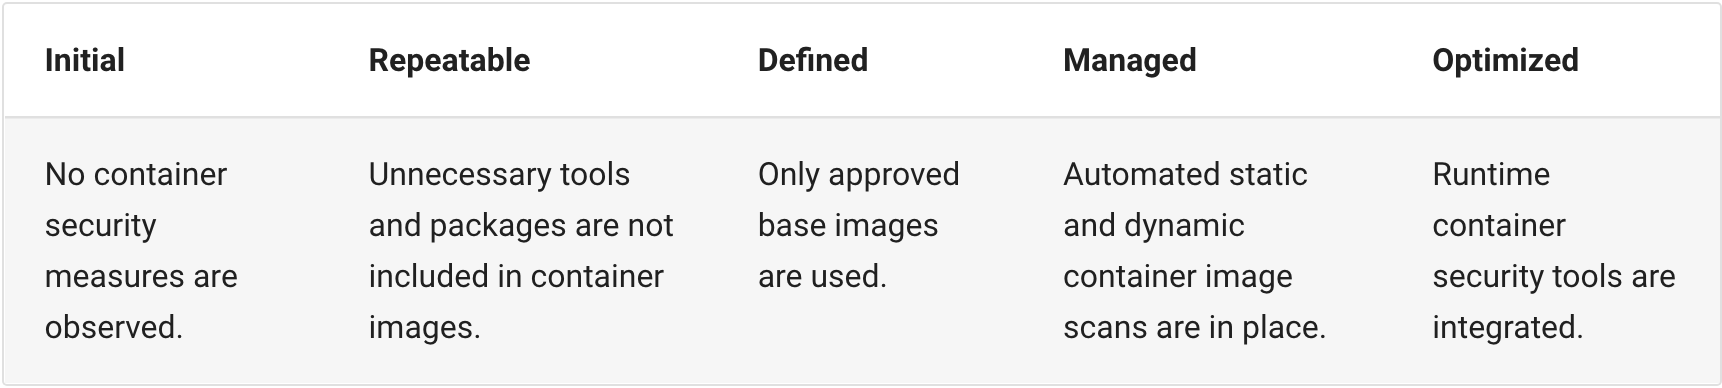 Initial
Repeatable
Defined
Managed
Optimized
No container
security
measures are
observed.
Unnecessary tools
and packages are not
included in container
images.
Only approved
base images
are used.
Automated static
and dynamic
container image
scans are in place.
Runtime
container
security tools are
integrated.